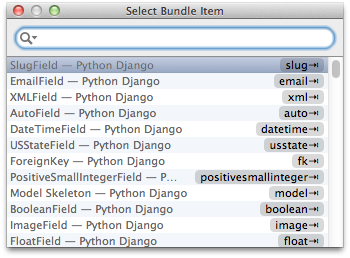 Select Bundle Item
SlugField — Python Django slug⇥
EmailField — Python Django email⇥
XMLField — Python Django xml⇥
AutoField — Python Django auto⇥
DateTimeField — Python Django datetime⇥
USStateField — Python Django usstate⇥
ForeignKey — Python Django fk⇥
PositiveSmallIntegerField — P... positivesmallinteger⇥
Model Skeleton — Python Django model⇥
BooleanField — Python Django boolean⇥
ImageField — Python Django image⇥
FloatField — Python Django float⇥